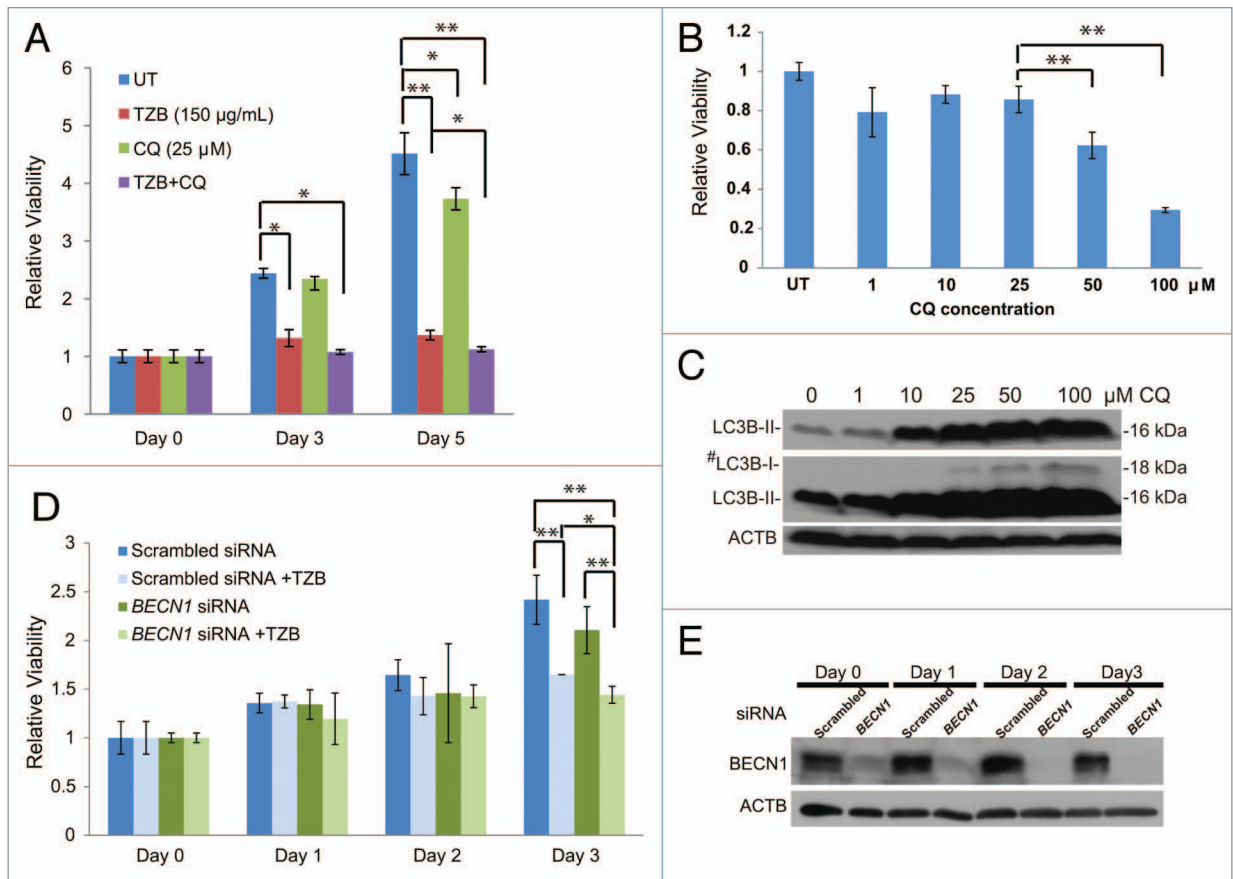 A
Relative Viability
6
5
4
3
2
1
0
UT
TZB (150 µg/mL)
CQ (25 µM)
TZB+CQ
*
*
**
*
**
*
Day 0 Day 3 Day 5
B
Relative Viability
1.2
1
0.8
0.6
0.4
0.2
0
**
**
UT 1 10 25 50 100 µM
CQ concentration
C
0 1 10 25 50 100 µM CQ
LC3B-II- -16 kDa
#LC3B-I- -18 kDa
LC3B-II- -16 kDa
ACTB
D
Relative Viability
3
2.5
2
1.5
1
0.5
0
Scrambled siRNA
Scrambled siRNA +TZB
BECN1 siRNA
BECN1 siRNA +TZB
**
**
*
**
Day 0 Day 1 Day 2 Day 3
E
Day 0 Day 1 Day 2 Day3
siRNA Scrambled BECN1 Scrambled BECN1 Scrambled BECN1 Scrambled BECN1
BECN1
ACTB